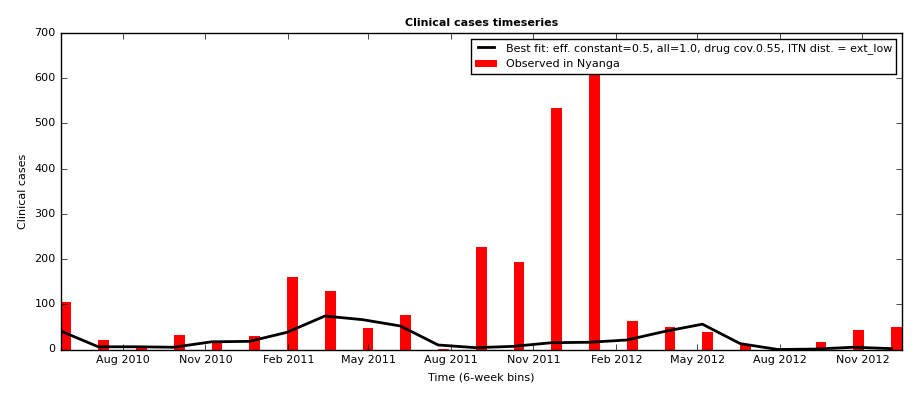 Clinical cases timeseries
Best fit: eff. constant=0.5, all=1.0, drug cov.0.55, ITN dist. = ext_low
Observed in Nyanga
700
600
500
400
300
200
100
0
Clinical cases
Aug 2010 Nov 2010 Feb 2011 May 2011 Aug 2011 Nov 2011 Feb 2012 May 2012 Aug 2012 Nov 2012
Time (6-week bins)